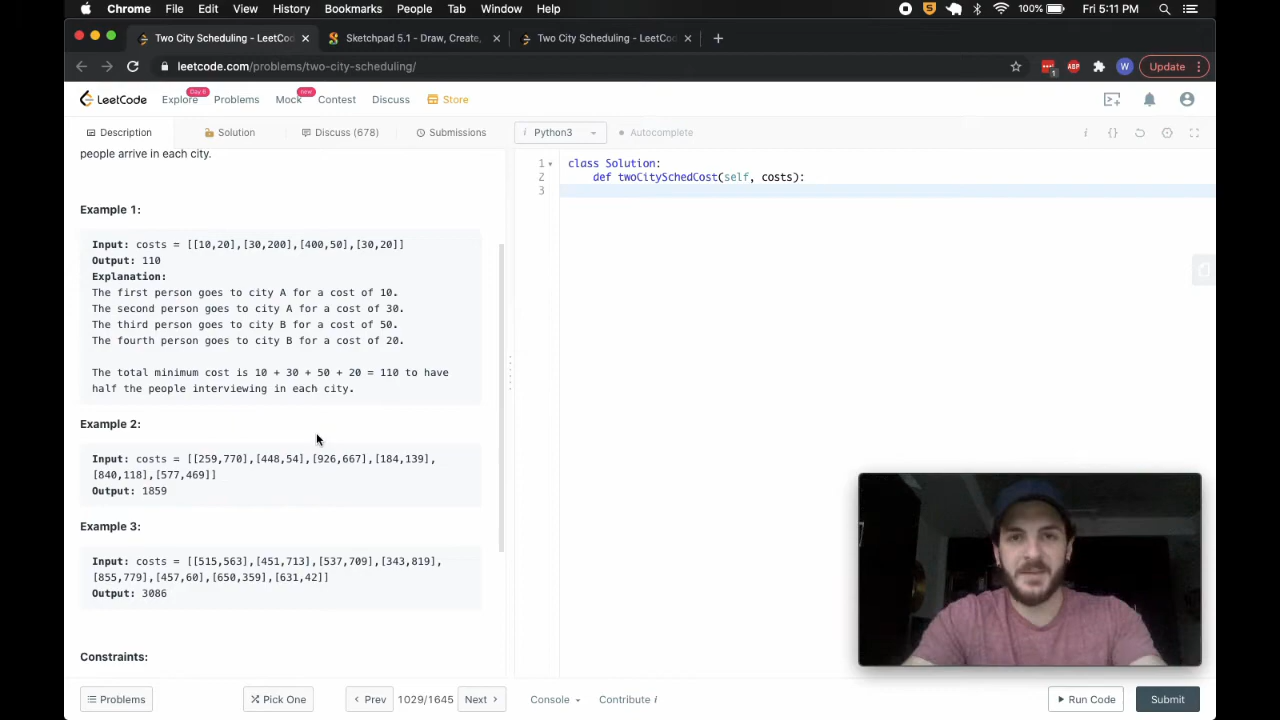 Chrome File Edit View History Bookmarks People Tab Window Help 100% Fri 5:11 PM
Two City Scheduling - LeetCo Sketchpad 5.1 - Draw, Create, Two City Scheduling - LeetCo
leetcode.com/problems/two-city-scheduling/ 1 ABP W Update
LeetCode Explore Day 6 Problems Mock new Contest Discuss Store
Description Solution Discuss (678) Submissions i Python3 Autocomplete i {}
people arrive in each city.
Example 1:
Input: costs = [[10,20],[30,200],[400,50],[30,20]]
Output: 110
Explanation:
The first person goes to city A for a cost of 10.
The second person goes to city A for a cost of 30.
The third person goes to city B for a cost of 50.
The fourth person goes to city B for a cost of 20.
The total minimum cost is 10 + 30 + 50 + 20 = 110 to have
half the people interviewing in each city.
Example 2:
Input: costs = [[259,770],[448,54],[926,667],[184,139],
[840,118],[577,469]]
Output: 1859
Example 3:
Input: costs = [[515,563],[451,713],[537,709],[343,819],
[855,779],[457,60],[650,359],[631,42]]
Output: 3086
Constraints:
1 class Solution:
2 def twoCitySchedCost(self, costs):
3
Problems Pick One Prev 1029/1645 Next Console Contribute i Run Code Submit